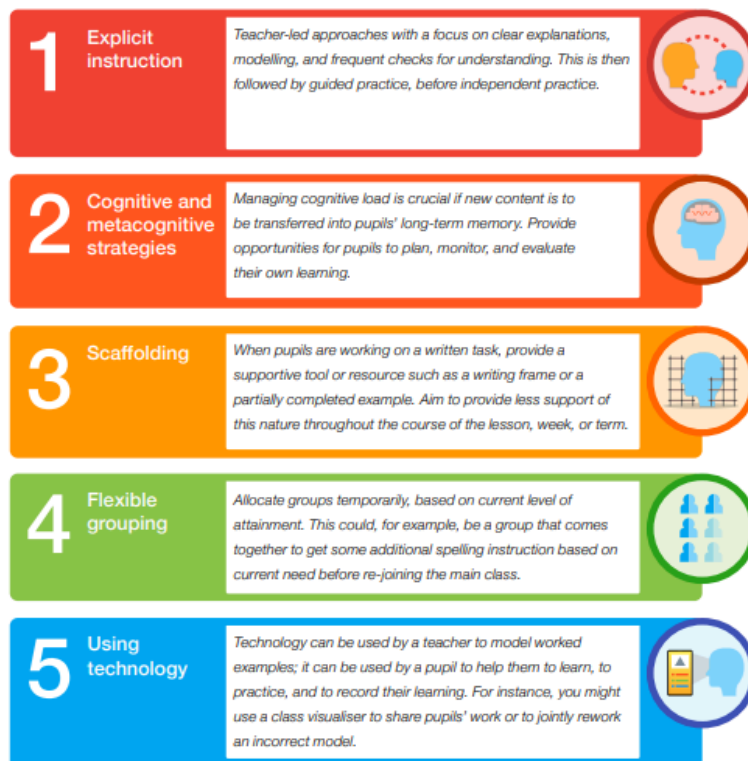 1
Explicit
instruction
Teacher-led approaches with a focus on clear explanations,
modelling, and frequent checks for understanding. This is then
followed by guided practice, before independent practice.
2
Cognitive and
metacognitive
strategies
Managing cognitive load is crucial if new content is to
be transferred into pupils' long-term memory. Provide
opportunities for pupils to plan, monitor, and evaluate
their own learning.
3
Scaffolding
When pupils are working on a written task, provide a
supportive tool or resource such as a writing frame or a
partially completed example. Aim to provide less support of
this nature throughout the course of the lesson, week, or term.
4
Flexible
grouping
Allocate groups temporarily, based on current level of
attainment. This could, for example, be a group that comes
together to get some additional spelling instruction based on
current need before re-joining the main class.
5
Using
technology
Technology can be used by a teacher to model worked
examples; it can be used by a pupil to help them to learn, to
practice, and to record their learning. For instance, you might
use a class visualiser to share pupils' work or to jointly rework
an incorrect model.